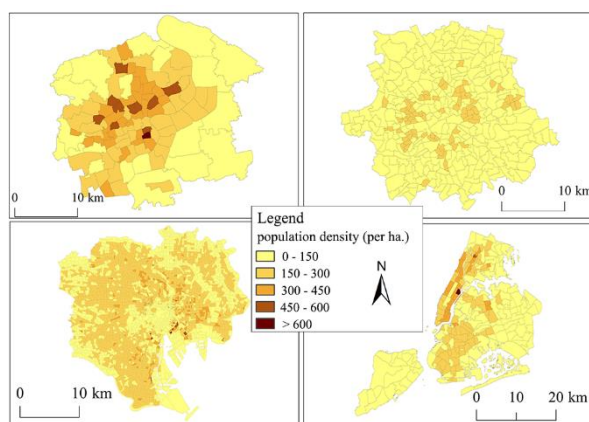 0 10 km
0 10 km
Legend
population density (per ha.)
0 - 150
150 - 300
300 - 450
450 - 600
> 600
N
0 10 km
0 10 20 km